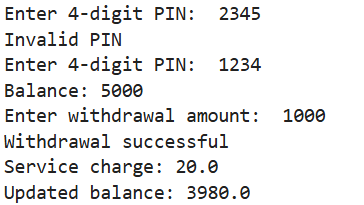 Enter 4-digit PIN:  2345
Invalid PIN
Enter 4-digit PIN:  1234
Balance: 5000
Enter withdrawal amount:  1000
Withdrawal successful
Service charge: 20.0
Updated balance: 3980.0